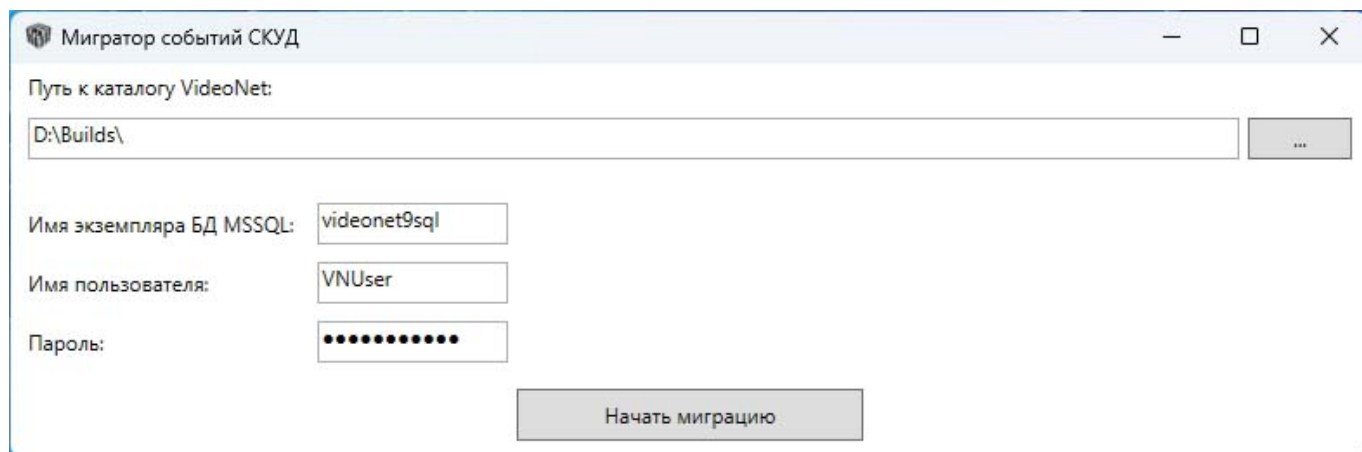 Мигратор событий СКУД
Путь к каталогу VideoNet:
D:\Builds\
...
Имя экземпляра БД MSSQL: videonet9sql
Имя пользователя: VNUser
Пароль: ●●●●●●●●●●●
Начать миграцию